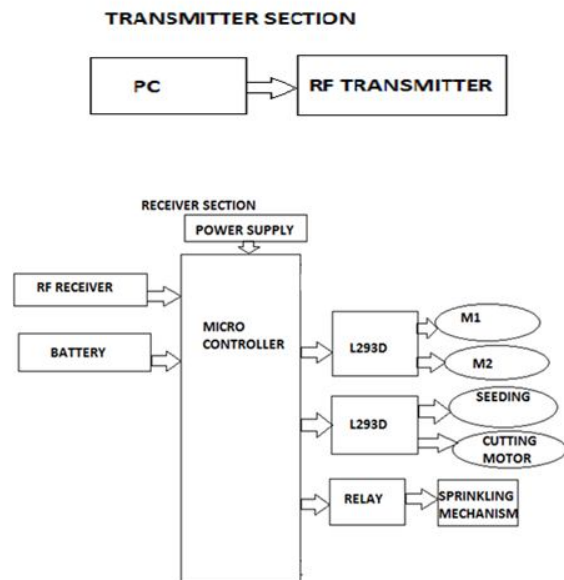 TRANSMITTER SECTION
PC
RF TRANSMITTER
RECEIVER SECTION
POWER SUPPLY
RF RECEIVER
BATTERY
MICRO
CONTROLLER
L293D
M1
M2
L293D
SEEDING
CUTTING
MOTOR
RELAY
SPRINKLING
MECHANISM